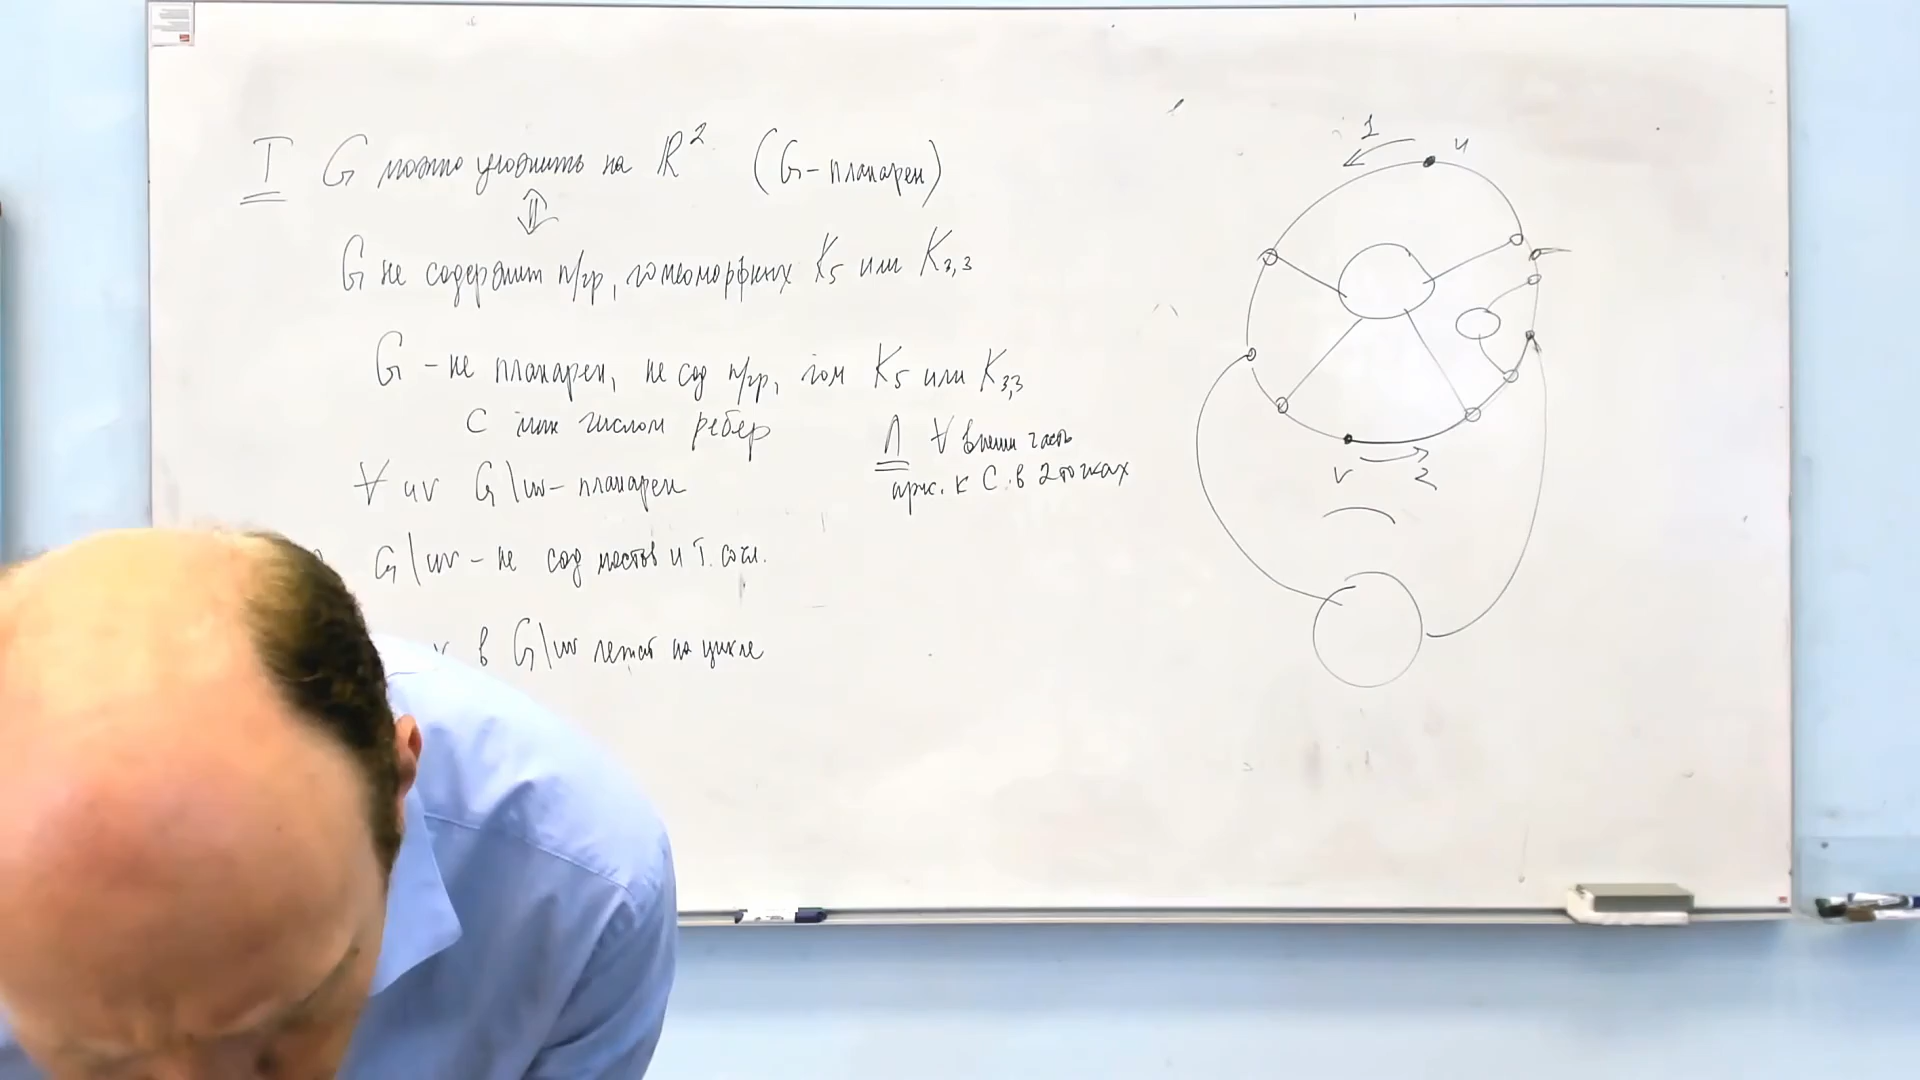 Т G можно уложить на R² (G-планарен)
⇕
G не содержит п/гр, гомеоморфных K₅ или K₃,₃
G - не планарен, не сод п/гр, гом K₅ или K₃,₃
с мин числом ребер
∀ uv G\uv - планарен
G\uv - не сод мостов и т. соч.
в G\uv лежат на цикле
Л ∀ внеш часть
прис. к C в 2 точках
1
u
v
2